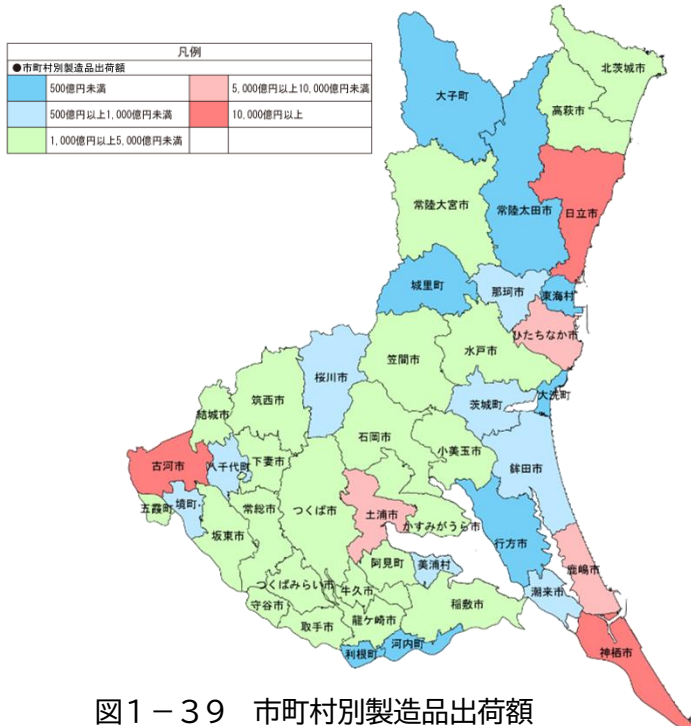 凡例
●市町村別製造品出荷額
500億円未満
5,000億円以上10,000億円未満
500億円以上1,000億円未満
10,000億円以上
1,000億円以上5,000億円未満
北茨城市
大子町
高萩市
常陸大宮市
常陸太田市
日立市
城里町
那珂市
東海村
ひたちなか市
笠間市
水戸市
桜川市
大洗町
筑西市
茨城町
結城市
石岡市
小美玉市
古河市
八千代町
下妻市
鉾田市
五霞町
境町
常総市
つくば市
土浦市
かすみがうら市
坂東市
行方市
阿見町
美浦村
鹿嶋市
つくばみらい市
牛久市
潮来市
守谷市
稲敷市
取手市
龍ケ崎市
利根町
河内町
神栖市
図1-39 市町村別製造品出荷額